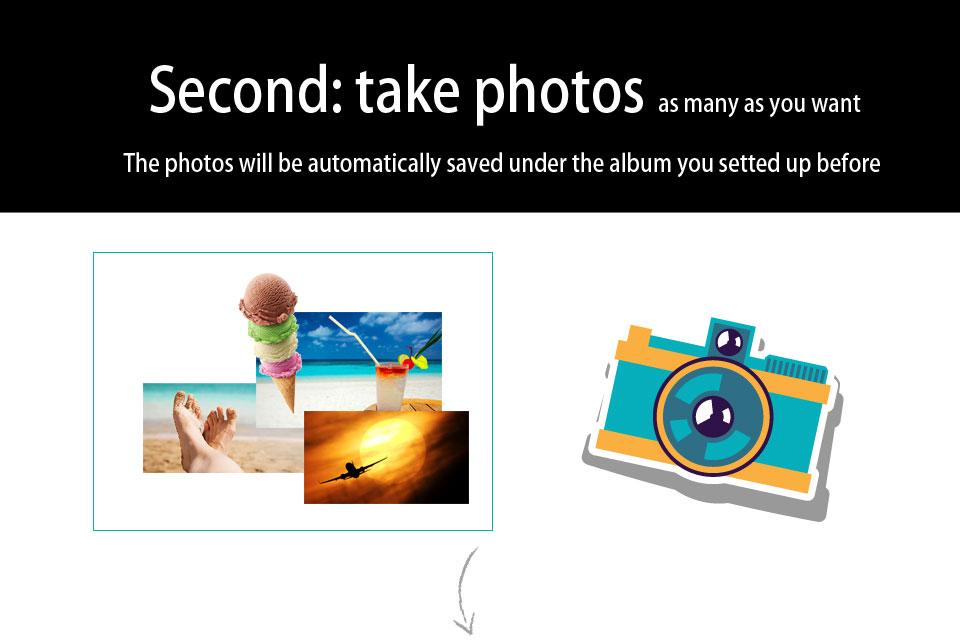 Second: take photos as many as you want
The photos will be automatically saved under the album you setted up before